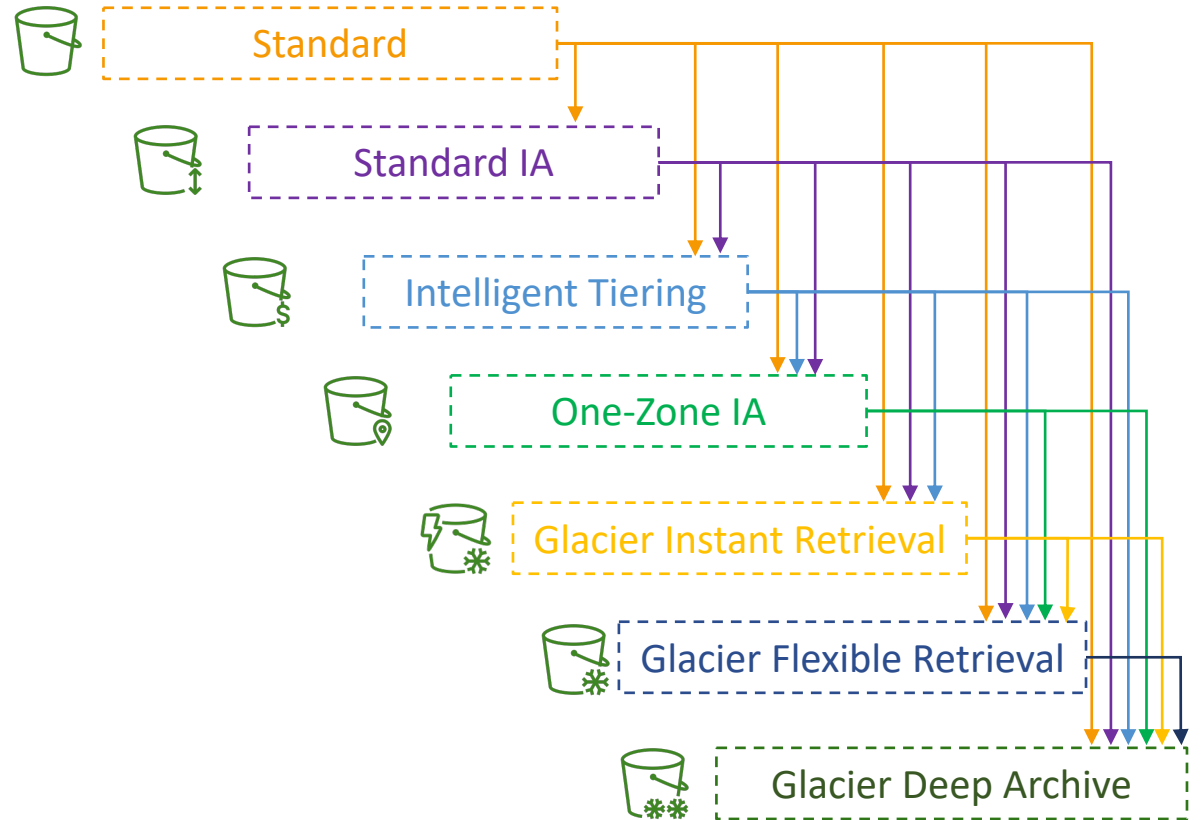 Standard
Standard IA
Intelligent Tiering
$
One-Zone IA
Glacier Instant Retrieval
Glacier Flexible Retrieval
Glacier Deep Archive